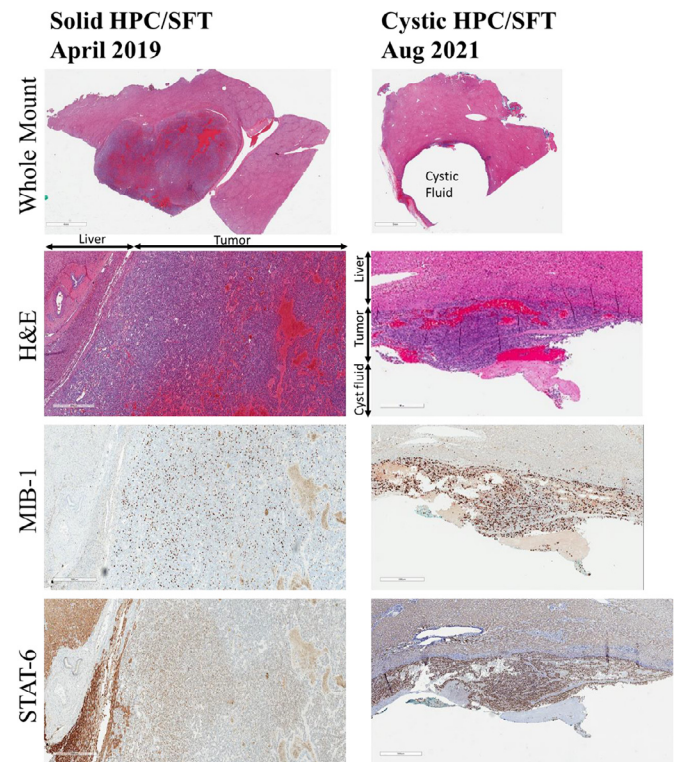 Solid HPC/SFT
April 2019
Cystic HPC/SFT
Aug 2021
Whole Mount
Cystic
Fluid
Liver
Tumor
H&E
Liver
Tumor
Cyst fluid
MIB-1
STAT-6